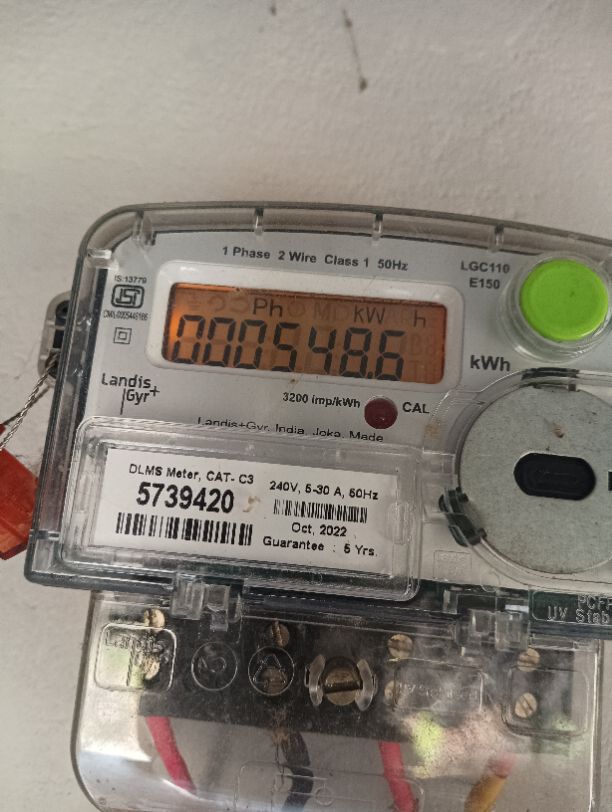 1 Phase 2 Wire Class 1 50Hz
LGC110
E150
IS:13779
Ph kW h
000548.6
kWh
Landis
Gyr+
3200 imp/kWh
CAL
Landis+Gyr, India, Joka, Made
DLMS Meter, CAT- C3
5739420
240V, 5-30 A, 50Hz
Oct, 2022
Guarantee : 5 Yrs.
Landis